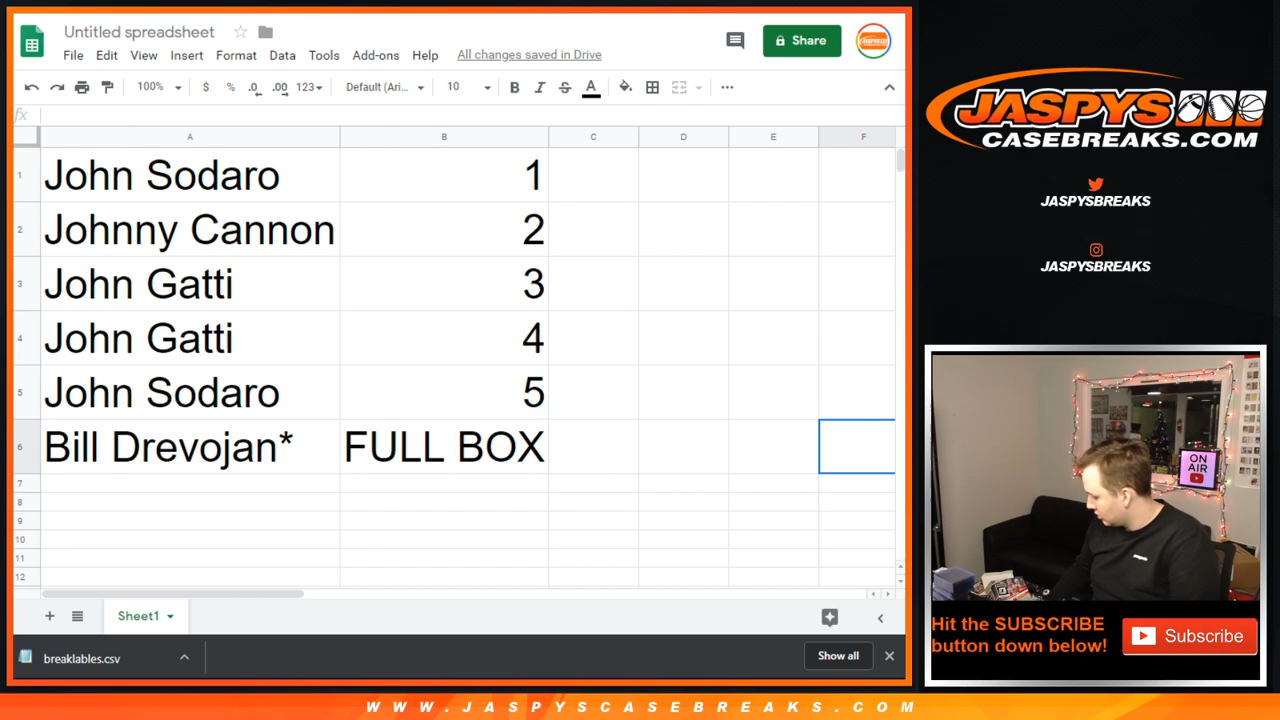 Untitled spreadsheet
File Edit View Insert Format Data Tools Add-ons Help All changes saved in Drive
Share
100% $ % .0 .00 123 Default (Ari... 10 B I S A
fx
A B C D E F
1 John Sodaro 1
2 Johnny Cannon 2
3 John Gatti 3
4 John Gatti 4
5 John Sodaro 5
6 Bill Drevojan* FULL BOX
7
8
9
10
11
12
Sheet1
breaklables.csv
Show all
JASPYS
CASEBREAKS.COM
JASPYSBREAKS
JASPYSBREAKS
ON
AIR
Hit the SUBSCRIBE
button down below!
Subscribe
WWW.JASPYSCASEBREAKS.COM